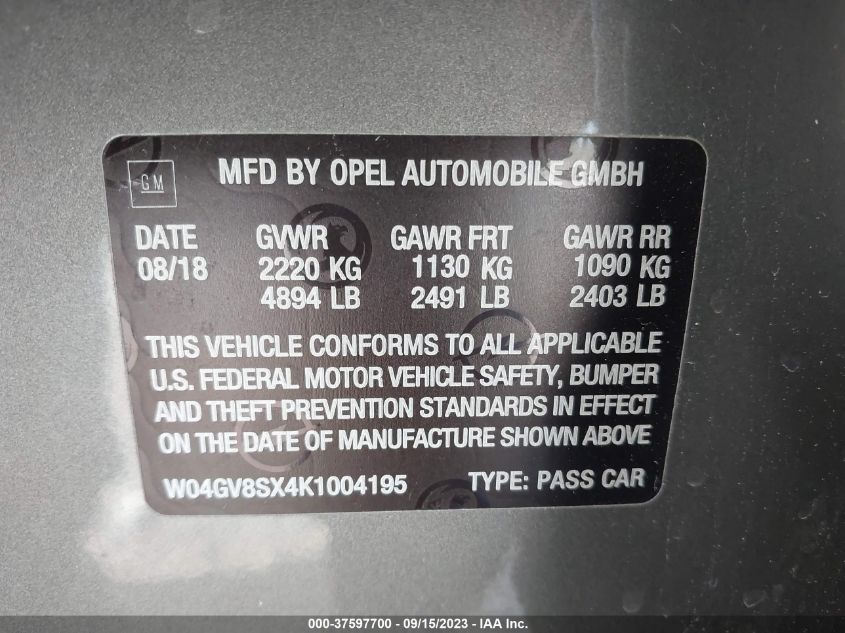 GM
MFD BY OPEL AUTOMOBILE GMBH
DATE GVWR GAWR FRT GAWR RR
08/18 2220 KG 1130 KG 1090 KG
4894 LB 2491 LB 2403 LB
THIS VEHICLE CONFORMS TO ALL APPLICABLE
U.S. FEDERAL MOTOR VEHICLE SAFETY, BUMPER
AND THEFT PREVENTION STANDARDS IN EFFECT
ON THE DATE OF MANUFACTURE SHOWN ABOVE
W04GV8SX4K1004195 TYPE: PASS CAR
000-37597700 - 09/15/2023 - IAA Inc.